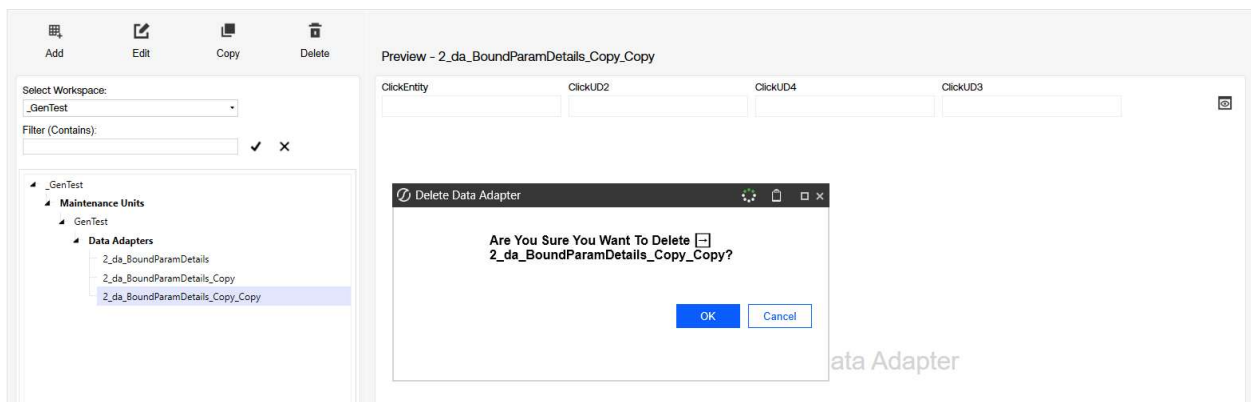 Add Edit Copy Delete
Preview - 2_da_BoundParamDetails_Copy_Copy
Select Workspace:
_GenTest
Filter (Contains):
ClickEntity ClickUD2 ClickUD4 ClickUD3
_GenTest
Maintenance Units
GenTest
Data Adapters
2_da_BoundParamDetails
2_da_BoundParamDetails_Copy
2_da_BoundParamDetails_Copy_Copy
Delete Data Adapter
Are You Sure You Want To Delete
2_da_BoundParamDetails_Copy_Copy?
OK Cancel
ata Adapter